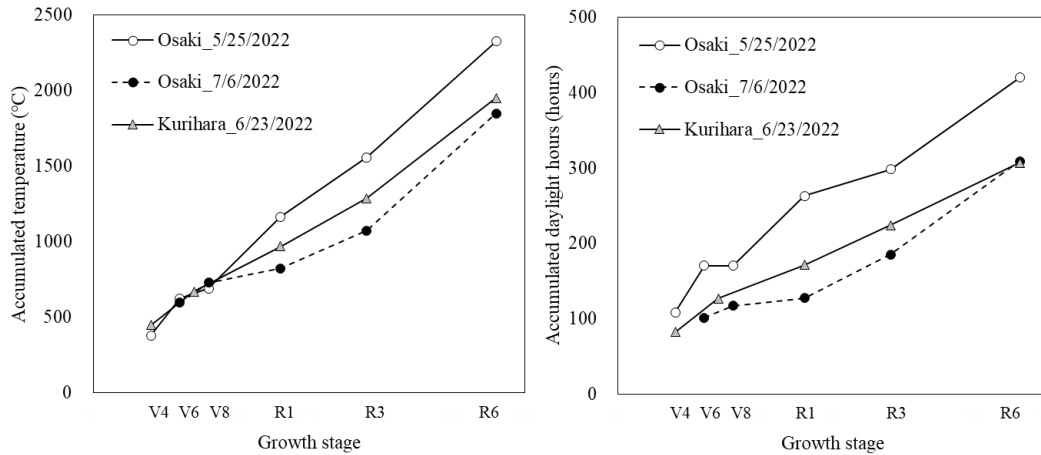 2500
2000
1500
1000
500
0
Accumulated temperature (°C)
Osaki_5/25/2022
Osaki_7/6/2022
Kurihara_6/23/2022
V4 V6 V8 R1 R3 R6
Growth stage
500
400
300
200
100
0
Accumulated daylight hours (hours)
Osaki_5/25/2022
Osaki_7/6/2022
Kurihara_6/23/2022
V4 V6 V8 R1 R3 R6
Growth stage